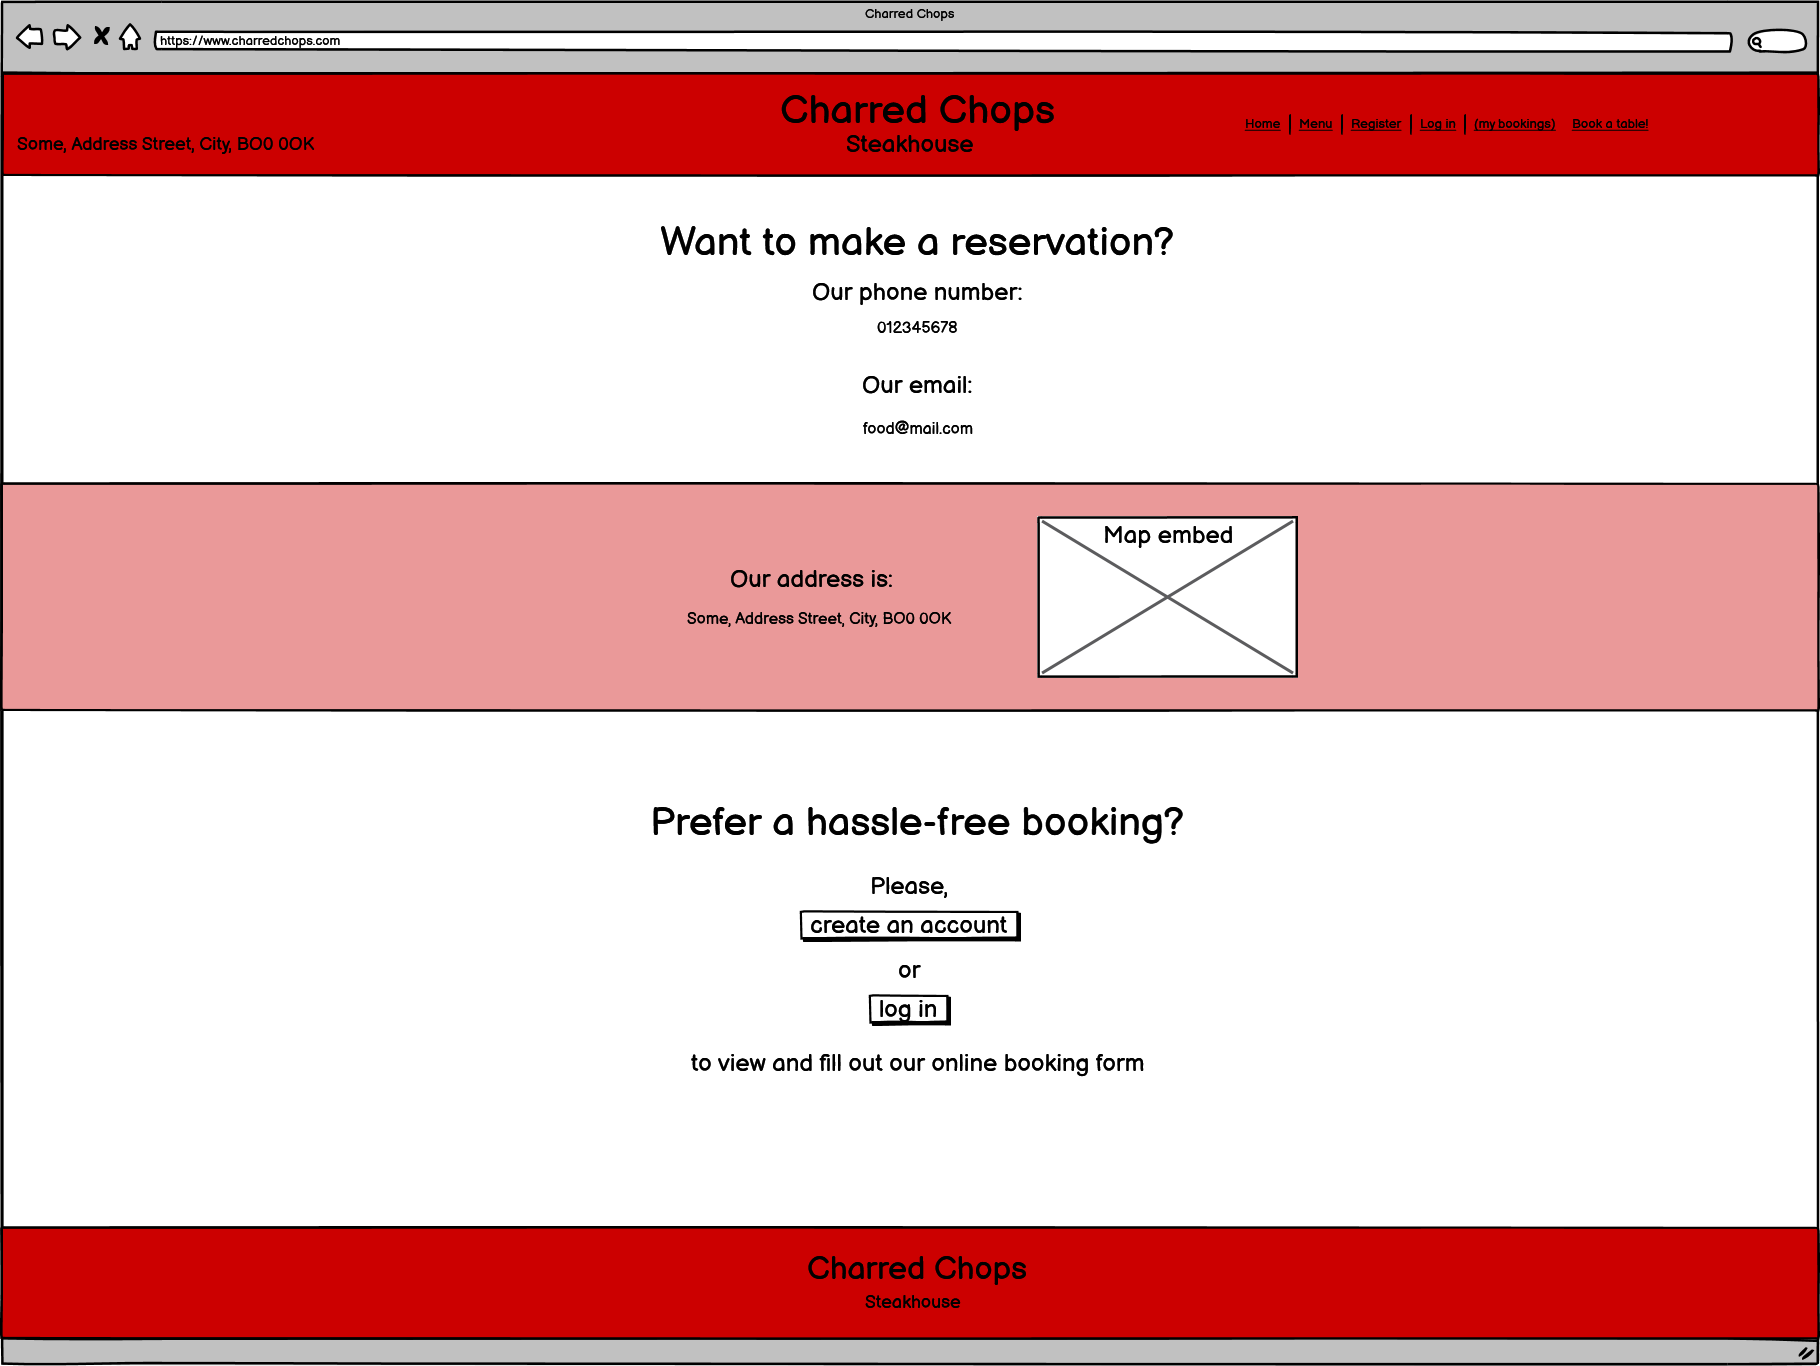 Charred Chops
https://www.charredchops.com
Charred Chops
Steakhouse
Some, Address Street, City, BO0 0OK
Home | Menu | Register | Log in | (my bookings) Book a table!
Want to make a reservation?
Our phone number:
012345678
Our email:
food@mail.com
Map embed
Our address is:
Some, Address Street, City, BO0 0OK
Prefer a hassle-free booking?
Please,
create an account
or
log in
to view and fill out our online booking form
Charred Chops
Steakhouse